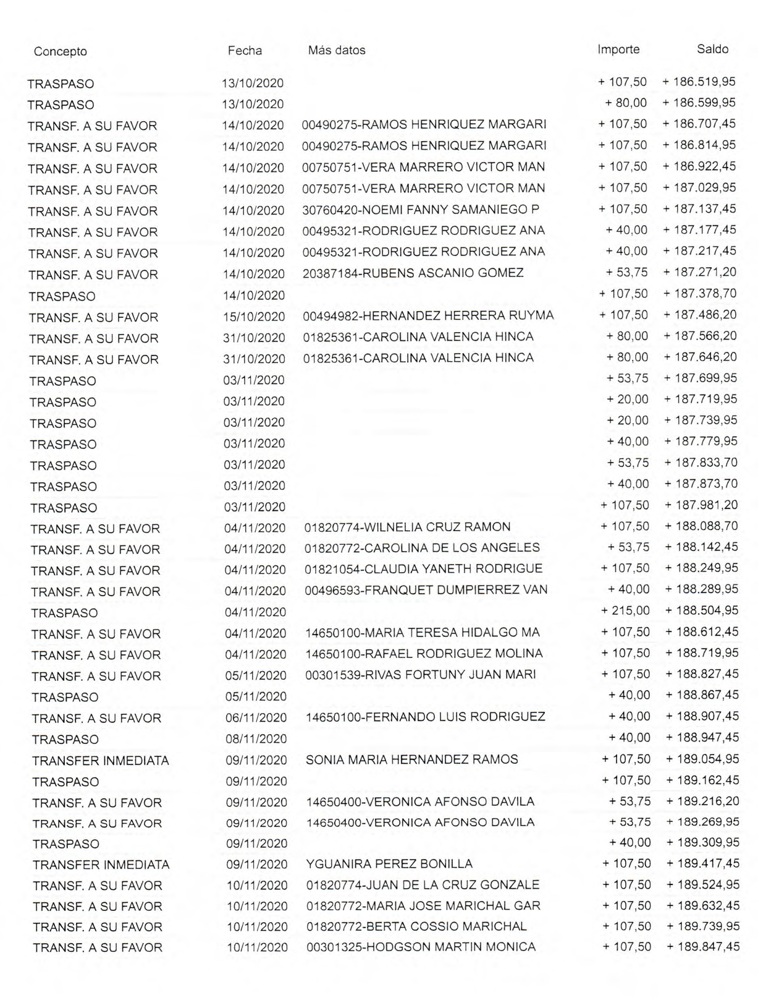 Concepto Fecha Más datos Importe Saldo
TRASPASO 13/10/2020 + 107,50 + 186.519,95
TRASPASO 13/10/2020 + 80,00 + 186.599,95
TRANSF. A SU FAVOR 14/10/2020 00490275-RAMOS HENRIQUEZ MARGARI + 107,50 + 186.707,45
TRANSF. A SU FAVOR 14/10/2020 00490275-RAMOS HENRIQUEZ MARGARI + 107,50 + 186.814,95
TRANSF. A SU FAVOR 14/10/2020 00750751-VERA MARRERO VICTOR MAN + 107,50 + 186.922,45
TRANSF. A SU FAVOR 14/10/2020 00750751-VERA MARRERO VICTOR MAN + 107,50 + 187.029,95
TRANSF. A SU FAVOR 14/10/2020 30760420-NOEMI FANNY SAMANIEGO P + 107,50 + 187.137,45
TRANSF. A SU FAVOR 14/10/2020 00495321-RODRIGUEZ RODRIGUEZ ANA + 40,00 + 187.177,45
TRANSF. A SU FAVOR 14/10/2020 00495321-RODRIGUEZ RODRIGUEZ ANA + 40,00 + 187.217,45
TRANSF. A SU FAVOR 14/10/2020 20387184-RUBENS ASCANIO GOMEZ + 53,75 + 187.271,20
TRASPASO 14/10/2020 + 107,50 + 187.378,70
TRANSF. A SU FAVOR 15/10/2020 00494982-HERNANDEZ HERRERA RUYMA + 107,50 + 187.486,20
TRANSF. A SU FAVOR 31/10/2020 01825361-CAROLINA VALENCIA HINCA + 80,00 + 187.566,20
TRANSF. A SU FAVOR 31/10/2020 01825361-CAROLINA VALENCIA HINCA + 80,00 + 187.646,20
TRASPASO 03/11/2020 + 53,75 + 187.699,95
TRASPASO 03/11/2020 + 20,00 + 187.719,95
TRASPASO 03/11/2020 + 20,00 + 187.739,95
TRASPASO 03/11/2020 + 40,00 + 187.779,95
TRASPASO 03/11/2020 + 53,75 + 187.833,70
TRASPASO 03/11/2020 + 40,00 + 187.873,70
TRASPASO 03/11/2020 + 107,50 + 187.981,20
TRANSF. A SU FAVOR 04/11/2020 01820774-WILNELIA CRUZ RAMON + 107,50 + 188.088,70
TRANSF. A SU FAVOR 04/11/2020 01820772-CAROLINA DE LOS ANGELES + 53,75 + 188.142,45
TRANSF. A SU FAVOR 04/11/2020 01821054-CLAUDIA YANETH RODRIGUE + 107,50 + 188.249,95
TRANSF. A SU FAVOR 04/11/2020 00496593-FRANQUET DUMPIERREZ VAN + 40,00 + 188.289,95
TRASPASO 04/11/2020 + 215,00 + 188.504,95
TRANSF. A SU FAVOR 04/11/2020 14650100-MARIA TERESA HIDALGO MA + 107,50 + 188.612,45
TRANSF. A SU FAVOR 04/11/2020 14650100-RAFAEL RODRIGUEZ MOLINA + 107,50 + 188.719,95
TRANSF. A SU FAVOR 05/11/2020 00301539-RIVAS FORTUNY JUAN MARI + 107,50 + 188.827,45
TRASPASO 05/11/2020 + 40,00 + 188.867,45
TRANSF. A SU FAVOR 06/11/2020 14650100-FERNANDO LUIS RODRIGUEZ + 40,00 + 188.907,45
TRASPASO 08/11/2020 + 40,00 + 188.947,45
TRANSFER INMEDIATA 09/11/2020 SONIA MARIA HERNANDEZ RAMOS + 107,50 + 189.054,95
TRASPASO 09/11/2020 + 107,50 + 189.162,45
TRANSF. A SU FAVOR 09/11/2020 14650400-VERONICA AFONSO DAVILA + 53,75 + 189.216,20
TRANSF. A SU FAVOR 09/11/2020 14650400-VERONICA AFONSO DAVILA + 53,75 + 189.269,95
TRASPASO 09/11/2020 + 40,00 + 189.309,95
TRANSFER INMEDIATA 09/11/2020 YGUANIRA PEREZ BONILLA + 107,50 + 189.417,45
TRANSF. A SU FAVOR 10/11/2020 01820774-JUAN DE LA CRUZ GONZALE + 107,50 + 189.524,95
TRANSF. A SU FAVOR 10/11/2020 01820772-MARIA JOSE MARICHAL GAR + 107,50 + 189.632,45
TRANSF. A SU FAVOR 10/11/2020 01820772-BERTA COSSIO MARICHAL + 107,50 + 189.739,95
TRANSF. A SU FAVOR 10/11/2020 00301325-HODGSON MARTIN MONICA + 107,50 + 189.847,45